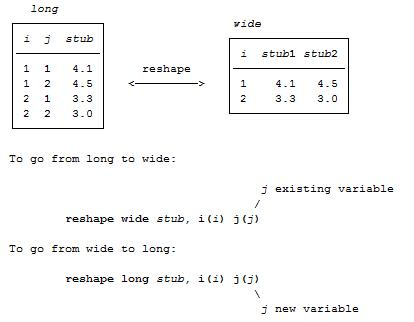 long
wide
i j stub
1 1 4.1
1 2 4.5
2 1 3.3
2 2 3.0
reshape
i stub1 stub2
1 4.1 4.5
2 3.3 3.0
To go from long to wide:
j existing variable
/
reshape wide stub, i(i) j(j)
To go from wide to long:
reshape long stub, i(i) j(j)
\
j new variable